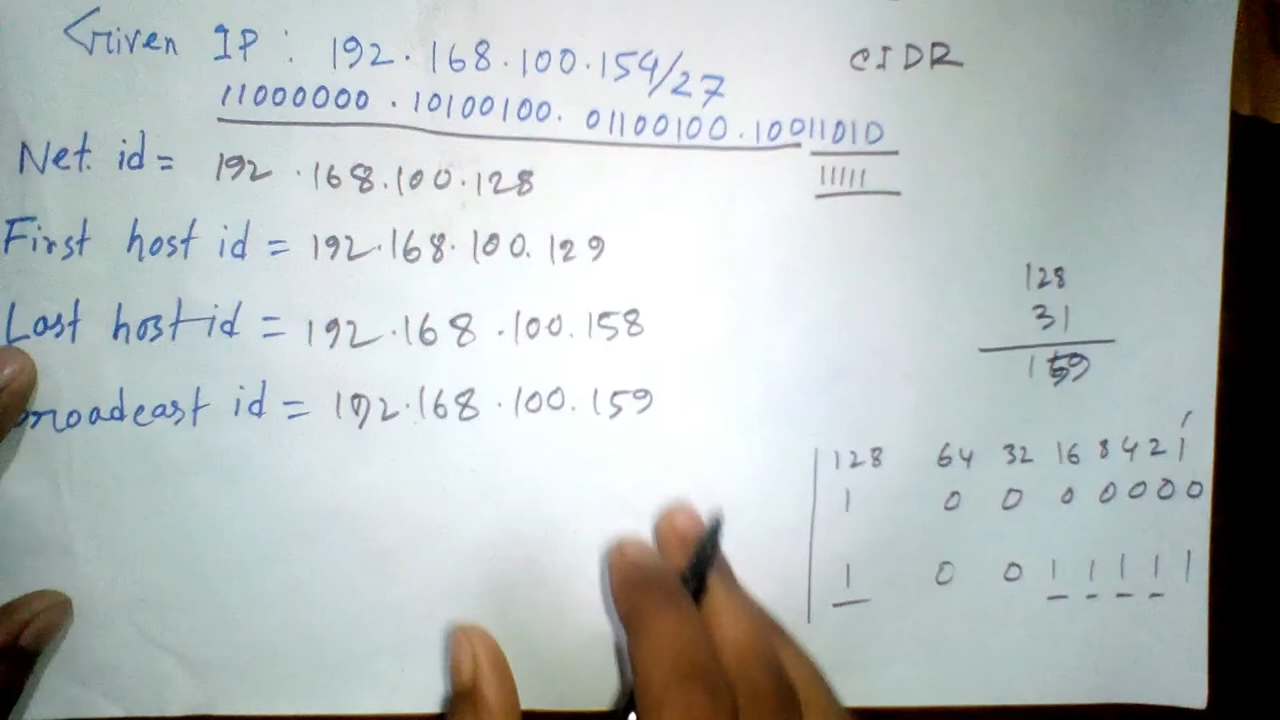 Given IP: 192.168.100.154/27
CIDR
11000000.10100100.01100100.10011010
11111
Net. id = 192.168.100.128
First host id = 192.168.100.129
Last host id = 192.168.100.158
Broadcast id = 192.168.100.159
128
31
159
128 64 32 16 8 4 2 1
1 0 0 0 0 0 0 0
1 0 0 1 1 1 1 1